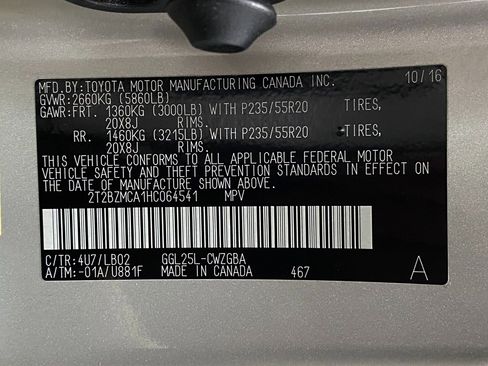 MFD.BY:TOYOTA MOTOR MANUFACTURING CANADA INC. 10/16
GVWR:2660KG (5860LB)
GAWR:FRT. 1360KG (3000LB) WITH P235/55R20 TIRES,
20X8J RIMS.
RR. 1460KG (3215LB) WITH P235/55R20 TIRES,
20X8J RIMS.
THIS VEHICLE CONFORMS TO ALL APPLICABLE FEDERAL MOTOR
VEHICLE SAFETY AND THEFT PREVENTION STANDARDS IN EFFECT ON
THE DATE OF MANUFACTURE SHOWN ABOVE.
2T2BZMCA1HC064541 MPV
C/TR:4U7/LB02 GGL25L-CWZGBA
A/TM:-01A/U881F MADE IN CANADA 467 A